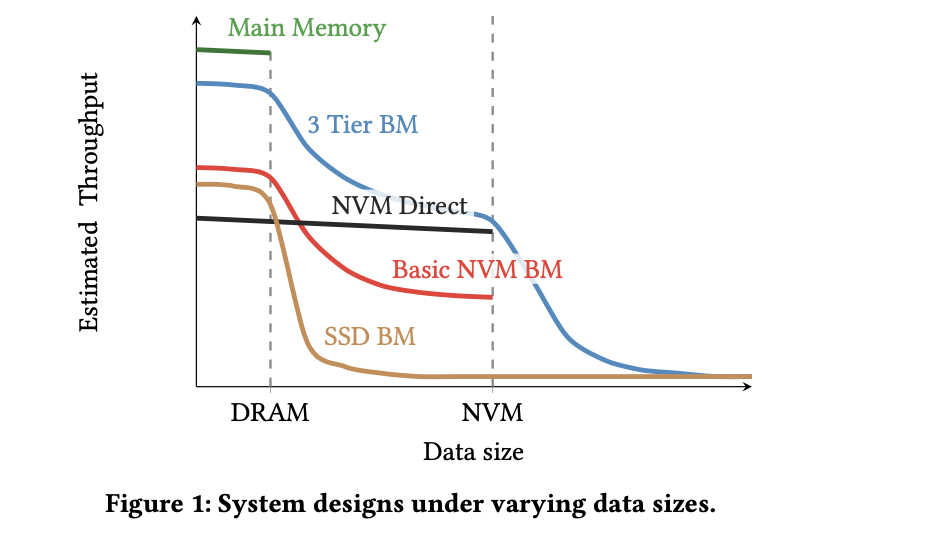 Main Memory
3 Tier BM
NVM Direct
Basic NVM BM
SSD BM
Estimated Throughput
DRAM
NVM
Data size
Figure 1: System designs under varying data sizes.